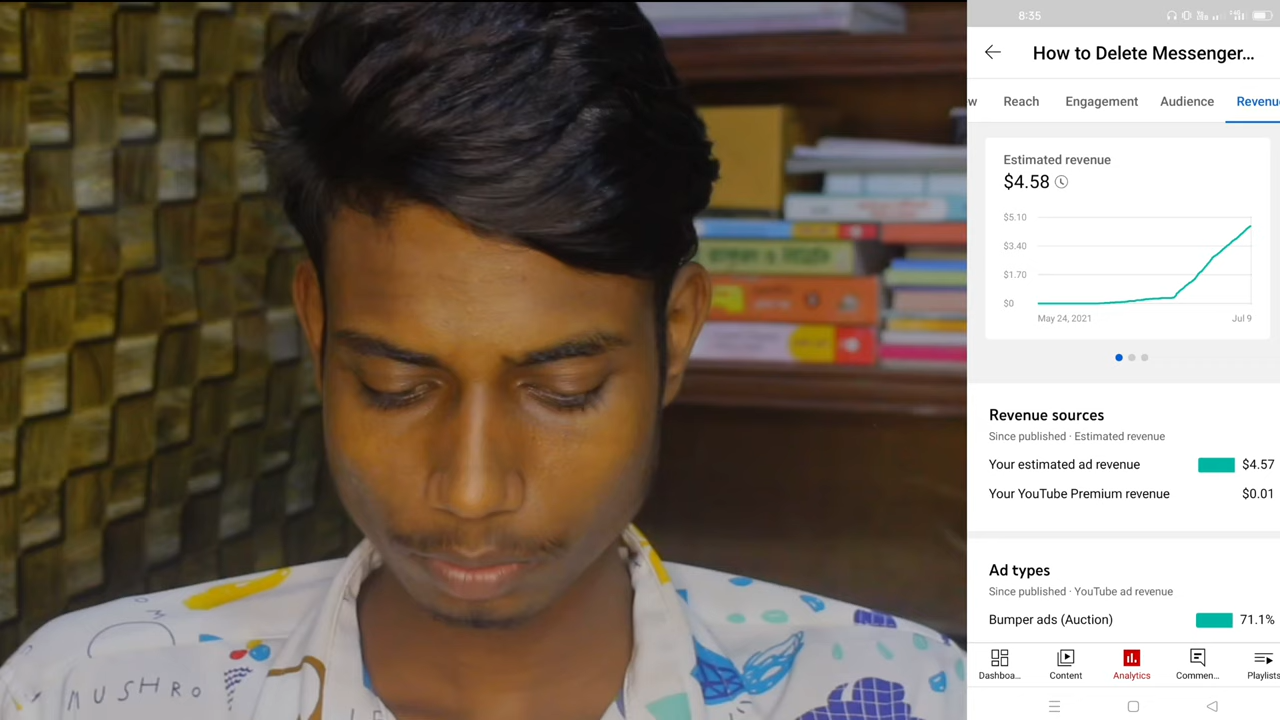 8:35
How to Delete Messenger...
w Reach Engagement Audience Revenu
Estimated revenue
$4.58
$5.10
$3.40
$1.70
$0
May 24, 2021 Jul 9
Revenue sources
Since published · Estimated revenue
Your estimated ad revenue $4.57
Your YouTube Premium revenue $0.01
Ad types
Since published · YouTube ad revenue
Bumper ads (Auction) 71.1%
Dashboa... Content Analytics Commen... Playlists
MUSHRO